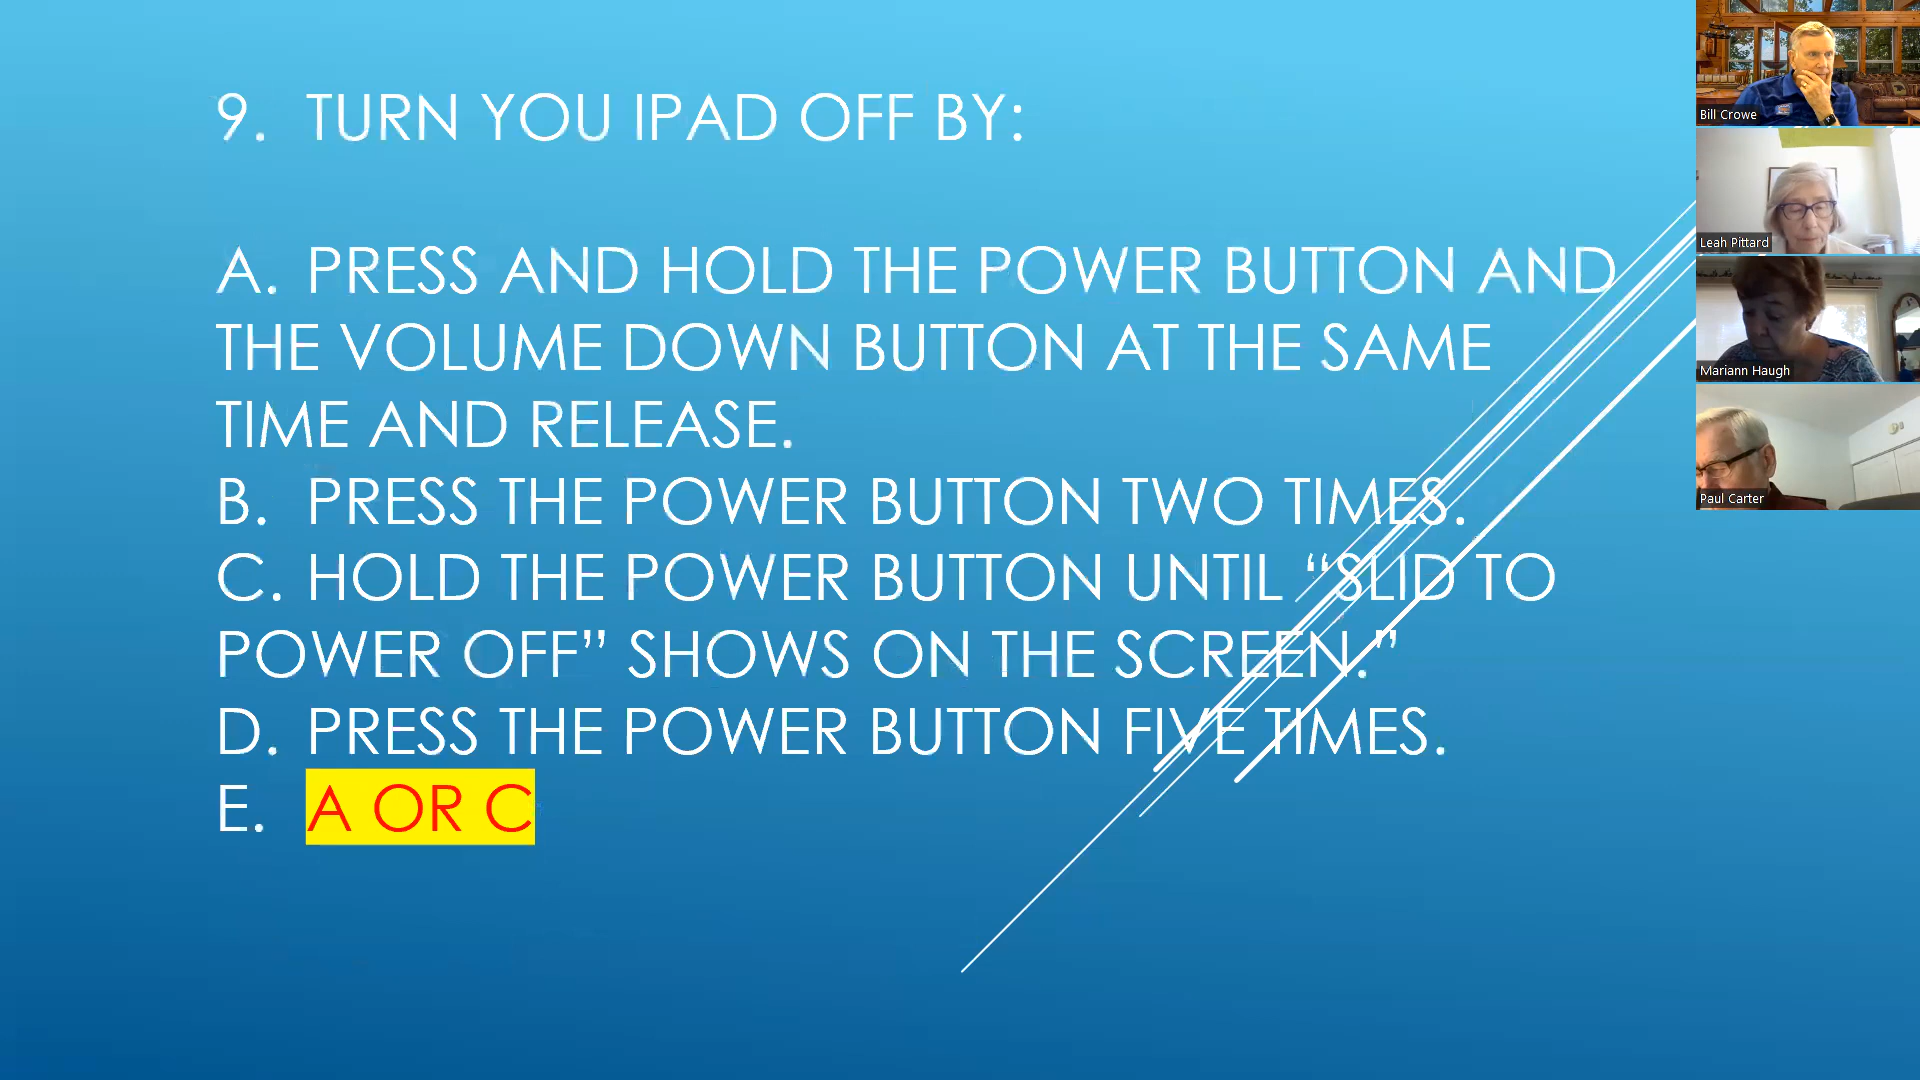 9. TURN YOU IPAD OFF BY:
A. PRESS AND HOLD THE POWER BUTTON AND
THE VOLUME DOWN BUTTON AT THE SAME
TIME AND RELEASE.
B. PRESS THE POWER BUTTON TWO TIMES.
C. HOLD THE POWER BUTTON UNTIL “SLID TO
POWER OFF” SHOWS ON THE SCREEN.”
D. PRESS THE POWER BUTTON FIVE TIMES.
E. A OR C
Bill Crowe
Leah Pittard
Mariann Haugh
Paul Carter